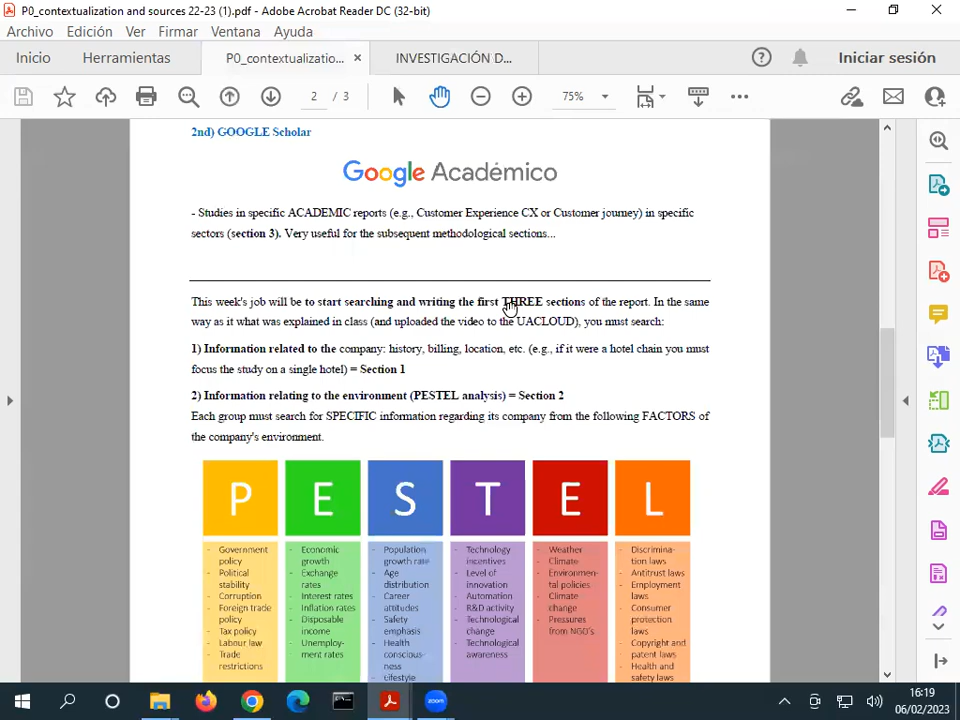 P0_contextualization and sources 22-23 (1).pdf - Adobe Acrobat Reader DC (32-bit)
Archivo Edición Ver Firmar Ventana Ayuda
Inicio Herramientas P0_contextualizatio... × INVESTIGACIÓN D... Iniciar sesión
2 / 3 75%
2nd) GOOGLE Scholar
Google Académico
- Studies in specific ACADEMIC reports (e.g., Customer Experience CX or Customer journey) in specific
sectors (section 3). Very useful for the subsequent methodological sections...
This week's job will be to start searching and writing the first THREE sections of the report. In the same
way as it what was explained in class (and uploaded the video to the UACLOUD), you must search:
1) Information related to the company: history, billing, location, etc. (e.g., if it were a hotel chain you must
focus the study on a single hotel) = Section 1
2) Information relating to the environment (PESTEL analysis) = Section 2
Each group must search for SPECIFIC information regarding its company from the following FACTORS of
the company's environment.
P E S T E L
- Government
policy
- Political
stability
- Corruption
- Foreign trade
policy
- Tax policy
- Labour law
- Trade
restrictions
- Economic
growth
- Exchange
rates
- Interest rates
- Inflation rates
- Disposable
income
- Unemploy-
ment rates
- Population
growth rate
- Age
distribution
- Career
attitudes
- Safety
emphasis
- Health
conscious-
ness
- Lifestyle
- Technology
incentives
- Level of
innovation
- Automation
- R&D activity
- Technological
change
- Technological
awareness
- Weather
- Climate
- Environmen-
tal policies
- Climate
change
- Pressures
from NGO's
- Discrimina-
tion laws
- Antitrust laws
- Employment
laws
- Consumer
protection
laws
- Copyright and
patent laws
- Health and
safety laws
zoom
16:19
06/02/2023